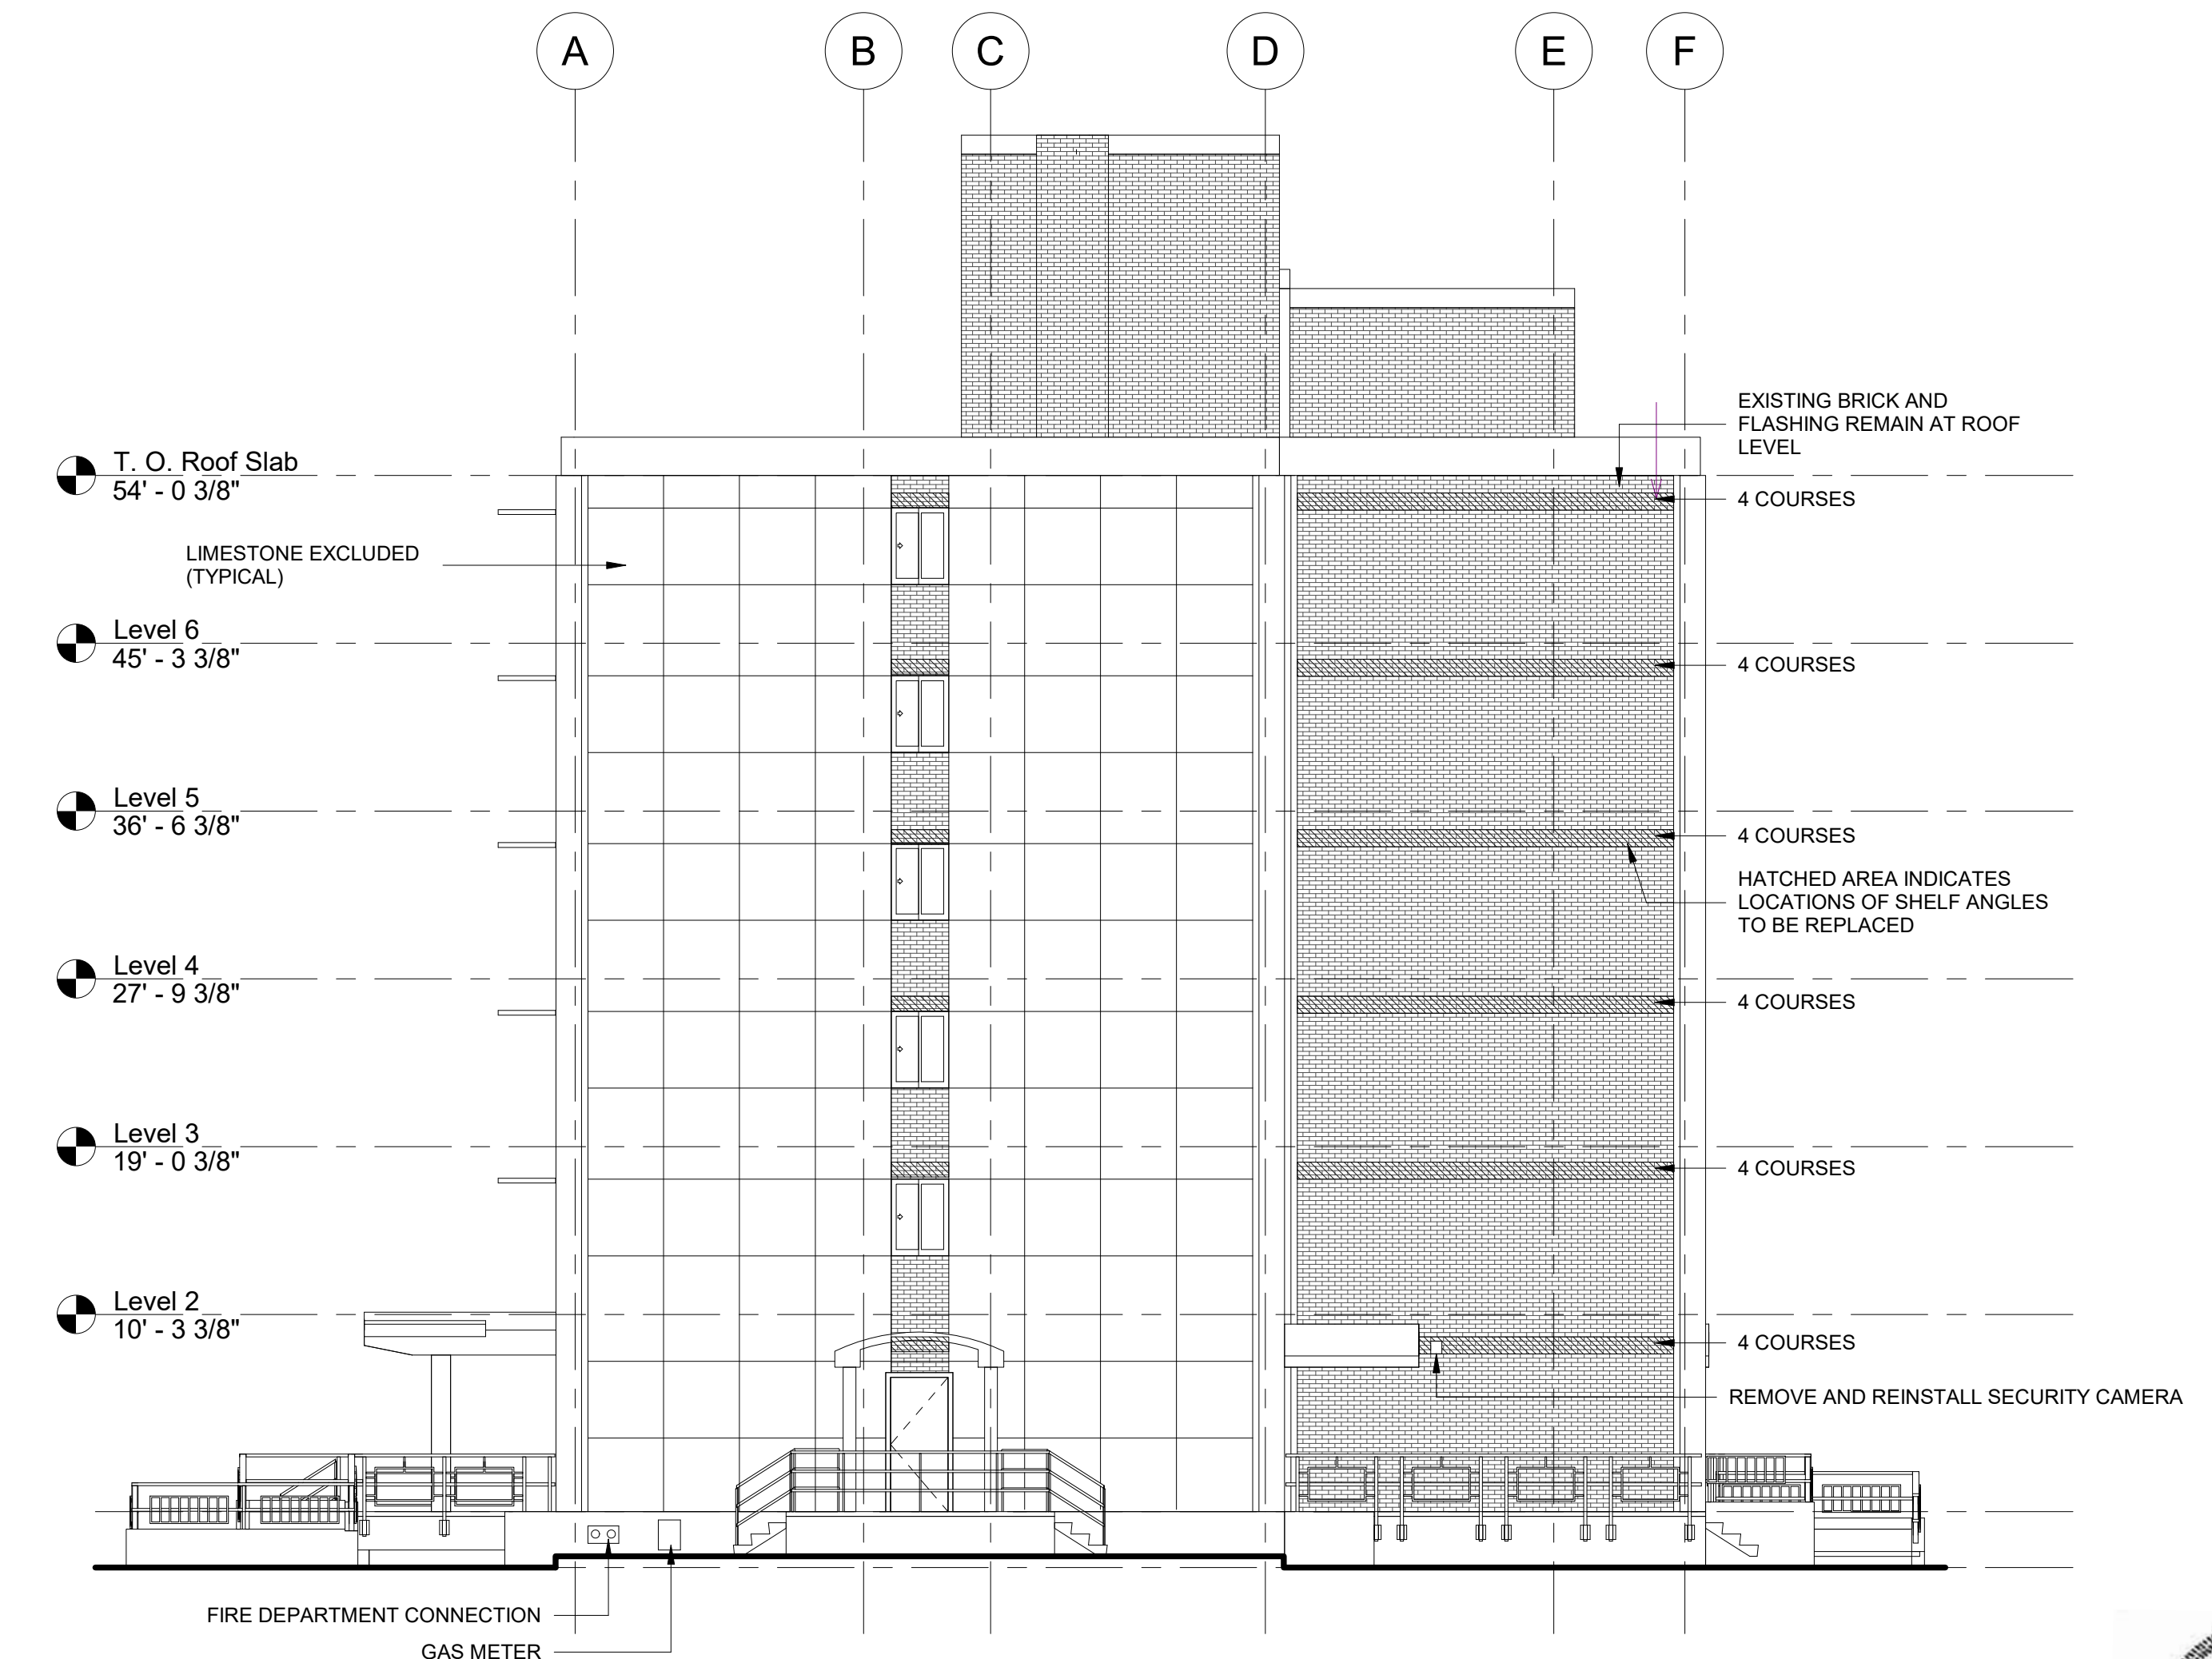 A
B
C
D
E
F
EXISTING BRICK AND
FLASHING REMAIN AT ROOF
LEVEL
T. O. Roof Slab
54' - 0 3/8"
4 COURSES
LIMESTONE EXCLUDED
(TYPICAL)
Level 6
45' - 3 3/8"
4 COURSES
Level 5
36' - 6 3/8"
4 COURSES
HATCHED AREA INDICATES
LOCATIONS OF SHELF ANGLES
TO BE REPLACED
Level 4
27' - 9 3/8"
4 COURSES
Level 3
19' - 0 3/8"
4 COURSES
Level 2
10' - 3 3/8"
4 COURSES
REMOVE AND REINSTALL SECURITY CAMERA
FIRE DEPARTMENT CONNECTION
GAS METER